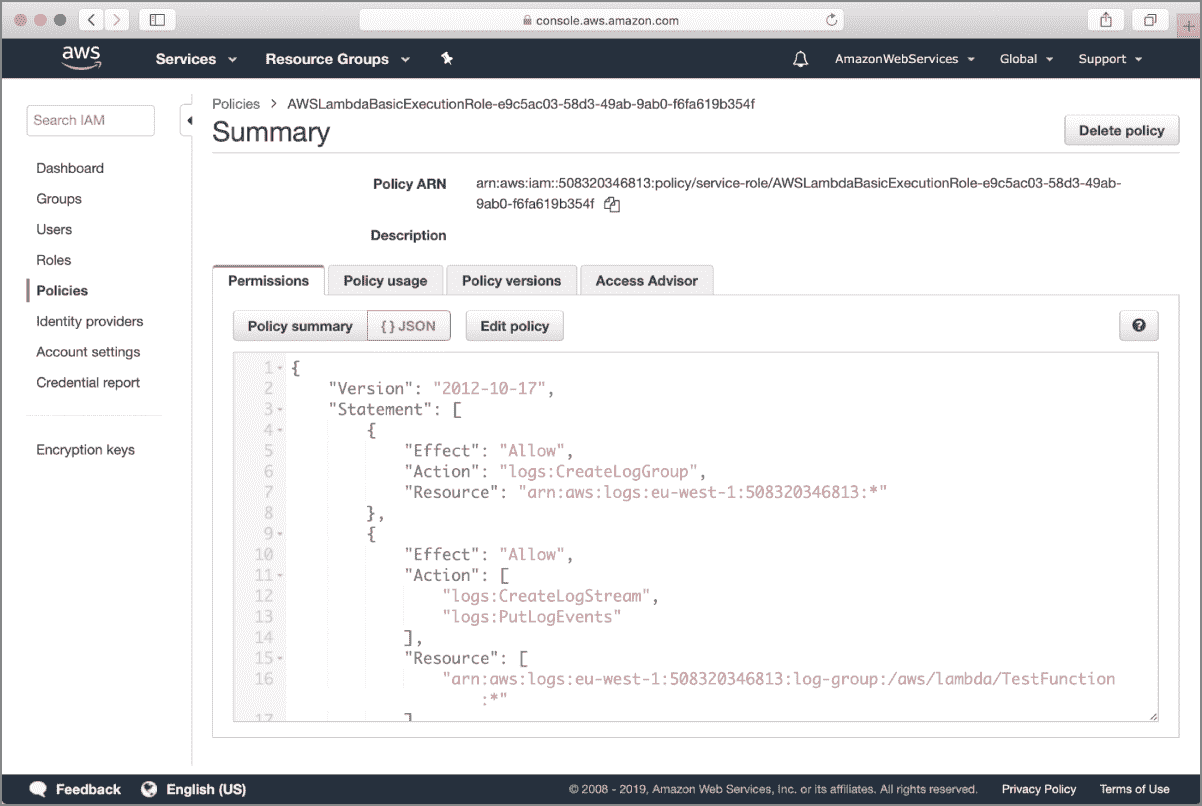 console.aws.amazon.com
aws Services Resource Groups AmazonWebServices Global Support
Search IAM
Dashboard
Groups
Users
Roles
Policies
Identity providers
Account settings
Credential report
Encryption keys
Policies > AWSLambdaBasicExecutionRole-e9c5ac03-58d3-49ab-9ab0-f6fa619b354f
Summary
Delete policy
Policy ARN arn:aws:iam::508320346813:policy/service-role/AWSLambdaBasicExecutionRole-e9c5ac03-58d3-49ab-
9ab0-f6fa619b354f
Description
Permissions Policy usage Policy versions Access Advisor
Policy summary { } JSON Edit policy ?
1 {
2 "Version": "2012-10-17",
3 "Statement": [
4 {
5 "Effect": "Allow",
6 "Action": "logs:CreateLogGroup",
7 "Resource": "arn:aws:logs:eu-west-1:508320346813:*"
8 },
9 {
10 "Effect": "Allow",
11 "Action": [
12 "logs:CreateLogStream",
13 "logs:PutLogEvents"
14 ],
15 "Resource": [
16 "arn:aws:logs:eu-west-1:508320346813:log-group:/aws/lambda/TestFunction
:*"
17 ]
Feedback English (US) © 2008 - 2019, Amazon Web Services, Inc. or its affiliates. All rights reserved. Privacy Policy Terms of Use